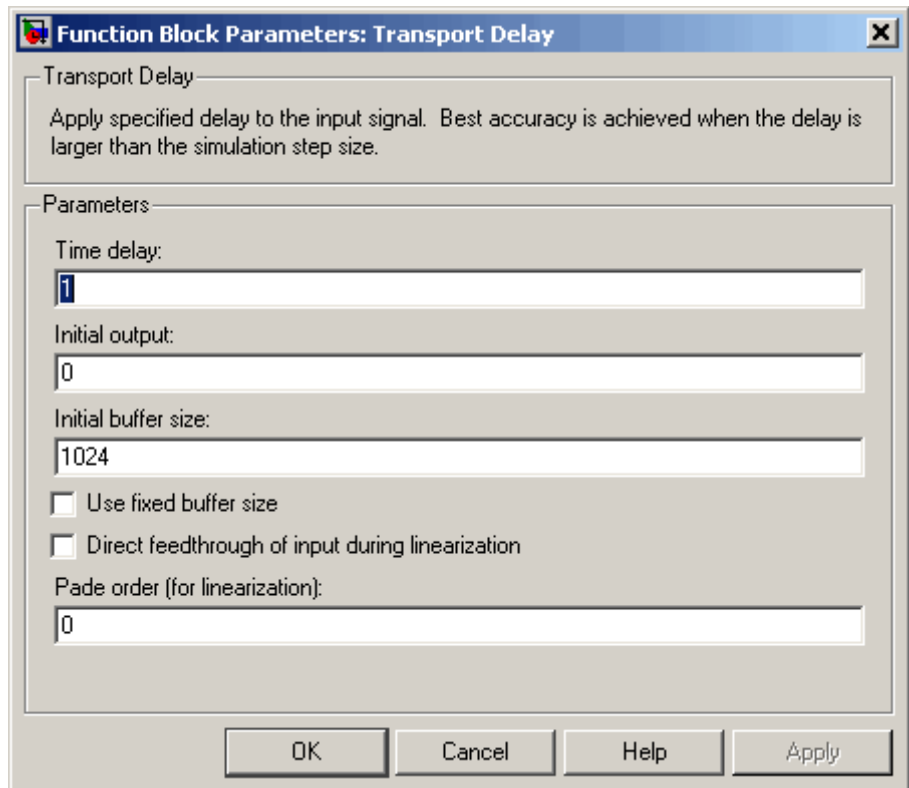 Function Block Parameters: Transport Delay
Transport Delay
Apply specified delay to the input signal.  Best accuracy is achieved when the delay is
larger than the simulation step size.
Parameters
Time delay:
1
Initial output:
0
Initial buffer size:
1024
Use fixed buffer size
Direct feedthrough of input during linearization
Pade order (for linearization):
0
OK Cancel Help Apply